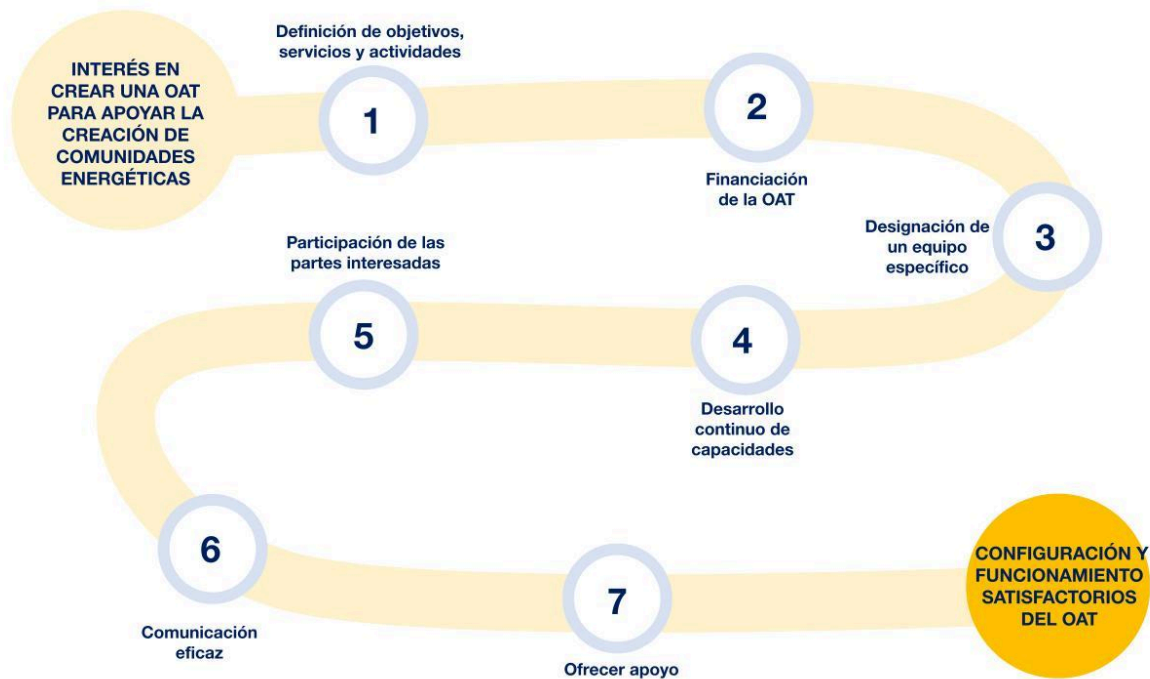 INTERÉS EN
CREAR UNA OAT
PARA APOYAR LA
CREACIÓN DE
COMUNIDADES
ENERGÉTICAS
Definición de objetivos,
servicios y actividades
1
2
Financiación
de la OAT
Designación de
un equipo
específico
3
4
Desarrollo
continuo de
capacidades
Participación de las
partes interesadas
5
6
Comunicación
eficaz
7
Ofrecer apoyo
CONFIGURACIÓN Y
FUNCIONAMIENTO
SATISFACTORIOS
DEL OAT